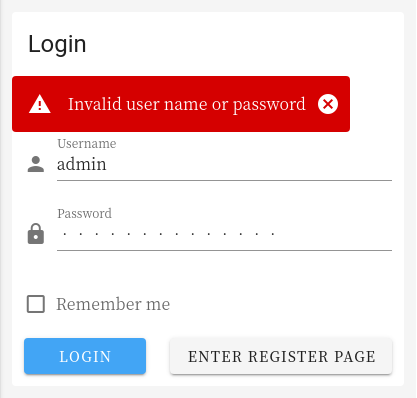 Login
Invalid user name or password
Username
admin
Password
··············
Remember me
LOGIN
ENTER REGISTER PAGE